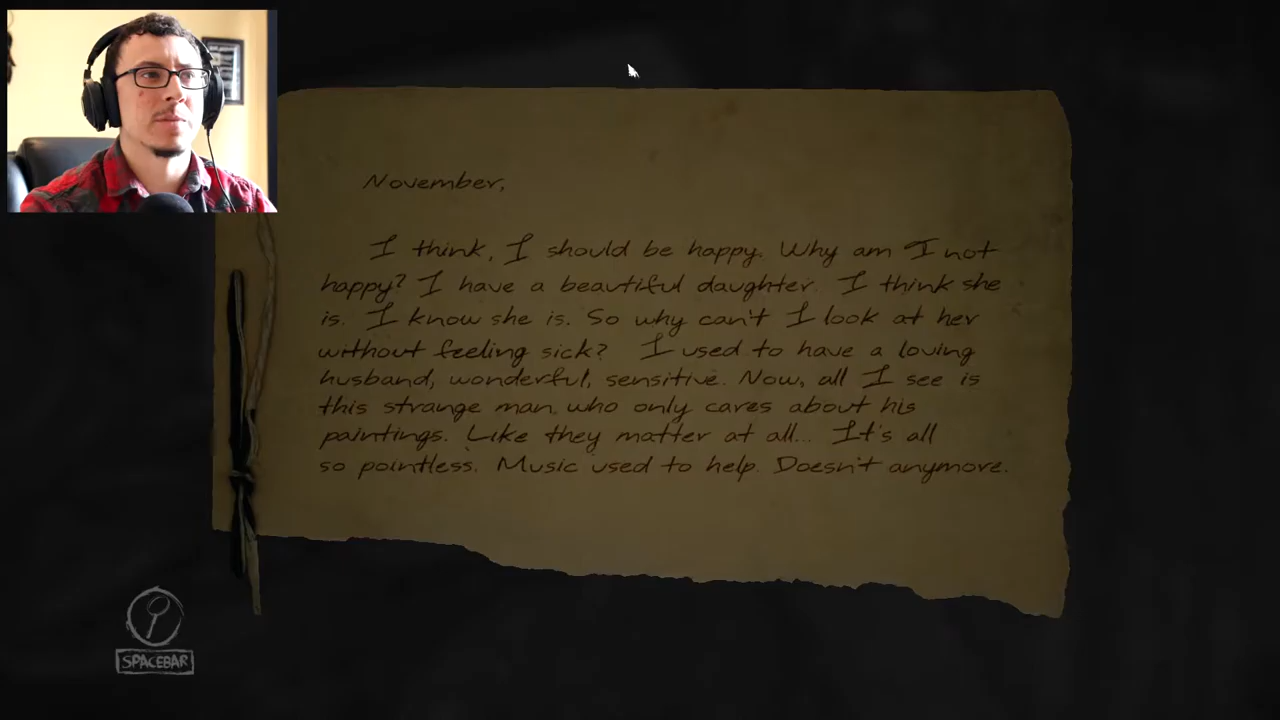 November,
I think, I should be happy. Why am I not
happy? I have a beautiful daughter. I think she
is. I know she is. So why can't I look at her
without feeling sick? I used to have a loving
husband, wonderful, sensitive. Now, all I see is
this strange man who only cares about his
paintings. Like they matter at all... It's all
so pointless. Music used to help. Doesn't anymore.
SPACEBAR